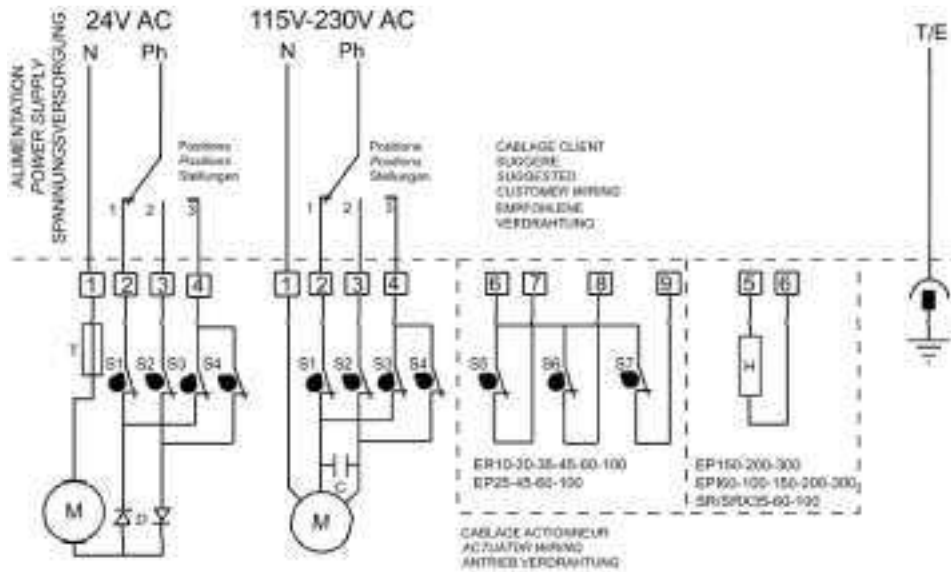 24V AC
115V-230V AC
N
Ph
N
Ph
T/E
ALIMENTATION
POWER SUPPLY
SPANNUNGSVERSORGUNG
Positions
Positionen
Stellungen
Positions
Positions
Stellungen
CABLAGE CLIENT
SUGGERE
SUGGESTED
CUSTOMER WIRING
EMPFOHLENE
VERDRAHTUNG
1
2
3
1
2
3
1
2
3
4
1
2
3
4
6
7
8
9
5
6
S1
S2
S3
S4
S1
S2
S3
S4
S5
S6
S7
H
C
D
M
M
ER10-20-35-45-60-100
EP25-45-60-100
EP150-200-300
EPI60-100-150-200-300
SR/SRX35-60-100
CABLAGE ACTIONNEUR
ACTUATOR WIRING
ANTRIEB VERDRAHTUNG